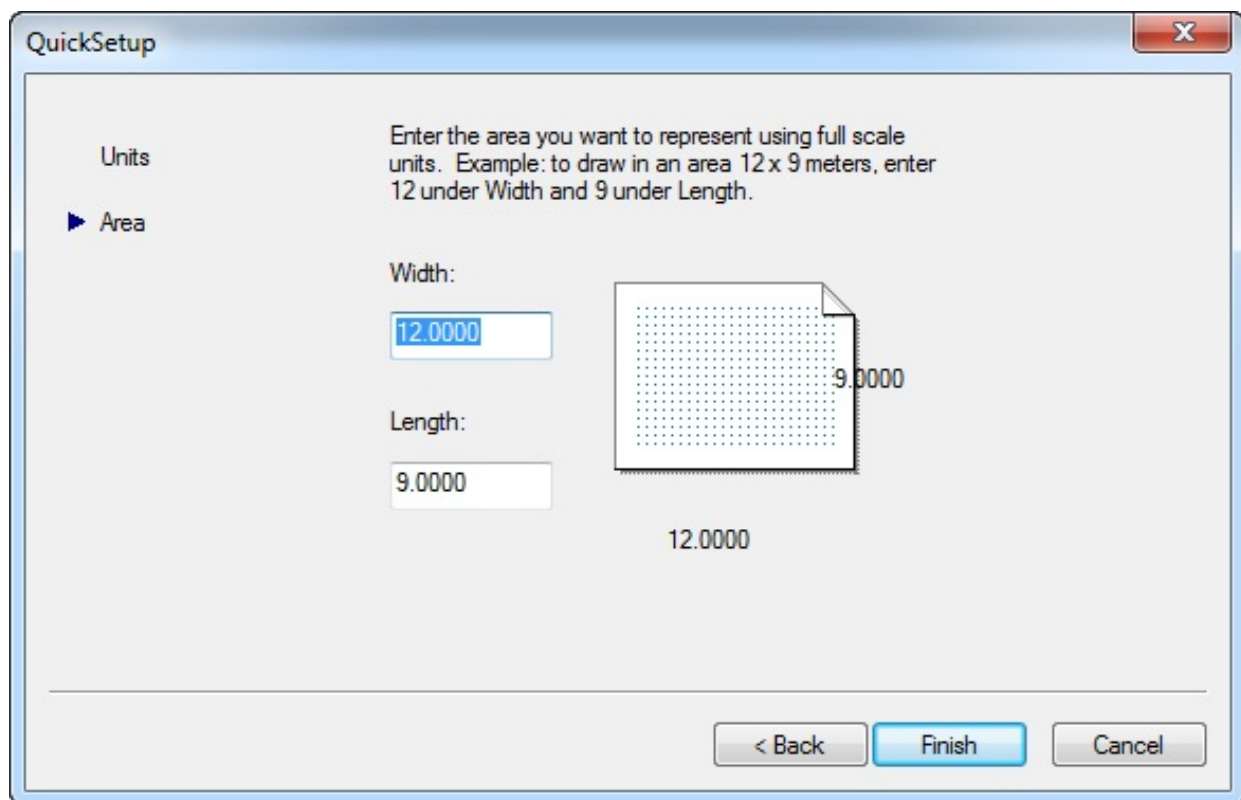 QuickSetup
Units
Area
Enter the area you want to represent using full scale
units. Example: to draw in an area 12 x 9 meters, enter
12 under Width and 9 under Length.
Width:
12.0000
Length:
9.0000
9.0000
12.0000
< Back
Finish
Cancel